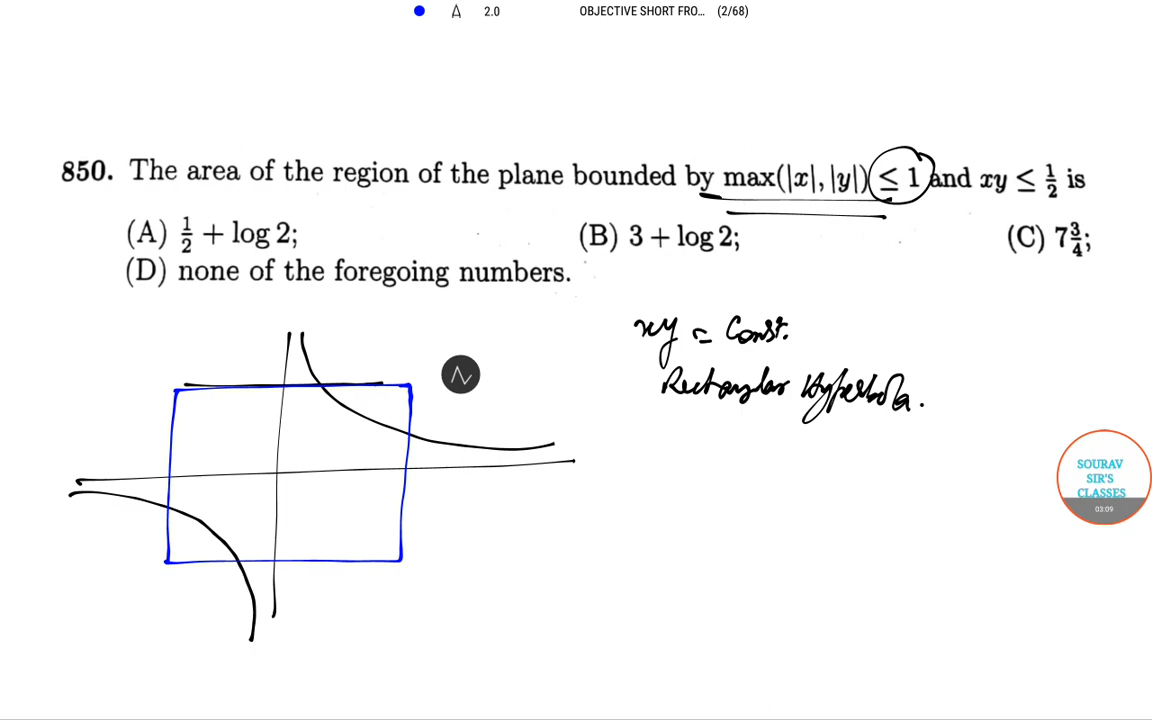 2.0 OBJECTIVE SHORT FRO... (2/68)
850. The area of the region of the plane bounded by max(|x|, |y|) ≤ 1 and xy ≤ 1/2 is
(A) 1/2 + log 2; (B) 3 + log 2; (C) 7 3/4;
(D) none of the foregoing numbers.
xy = Const.
Rectangular Hyperbola.
SOURAV
SIR'S
CLASSES
03:09